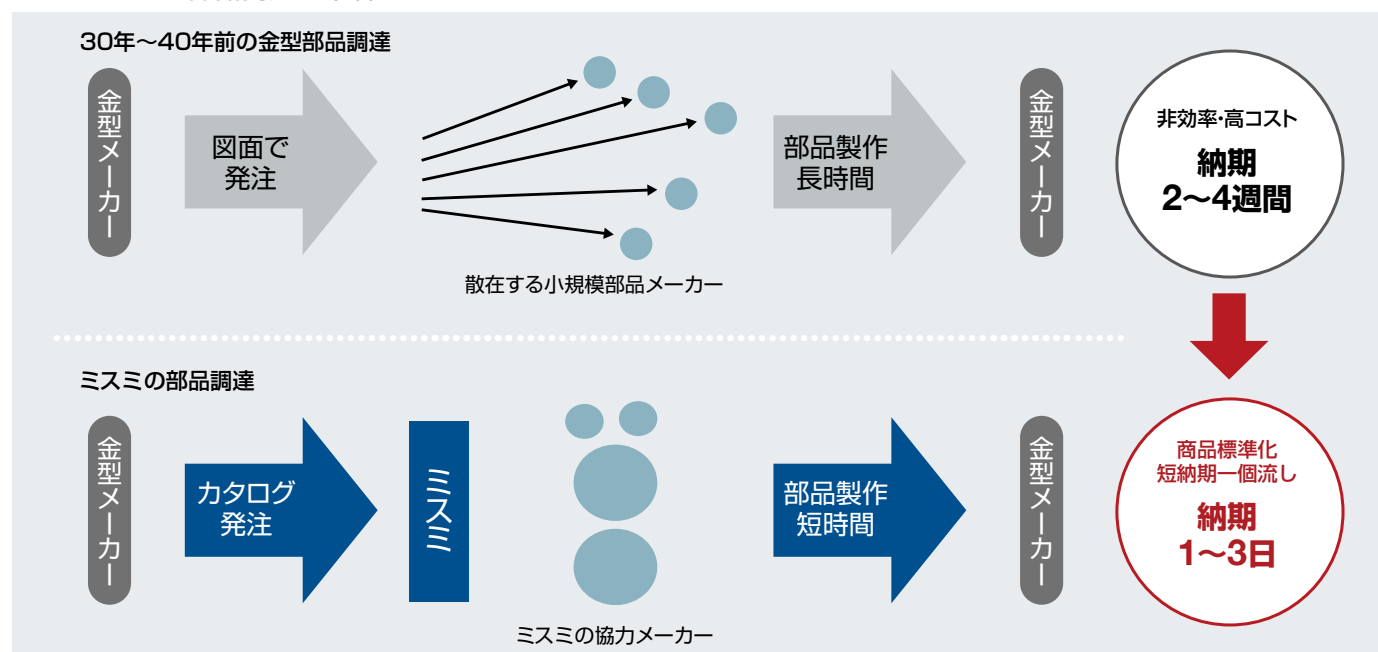 30年〜40年前の金型部品調達
金型メーカー
図面で
発注
散在する小規模部品メーカー
部品製作
長時間
金型メーカー
非効率・高コスト
納期
2〜4週間
ミスミの部品調達
金型メーカー
カタログ
発注
ミスミ
ミスミの協力メーカー
部品製作
短時間
金型メーカー
商品標準化
短納期一個流し
納期
1〜3日